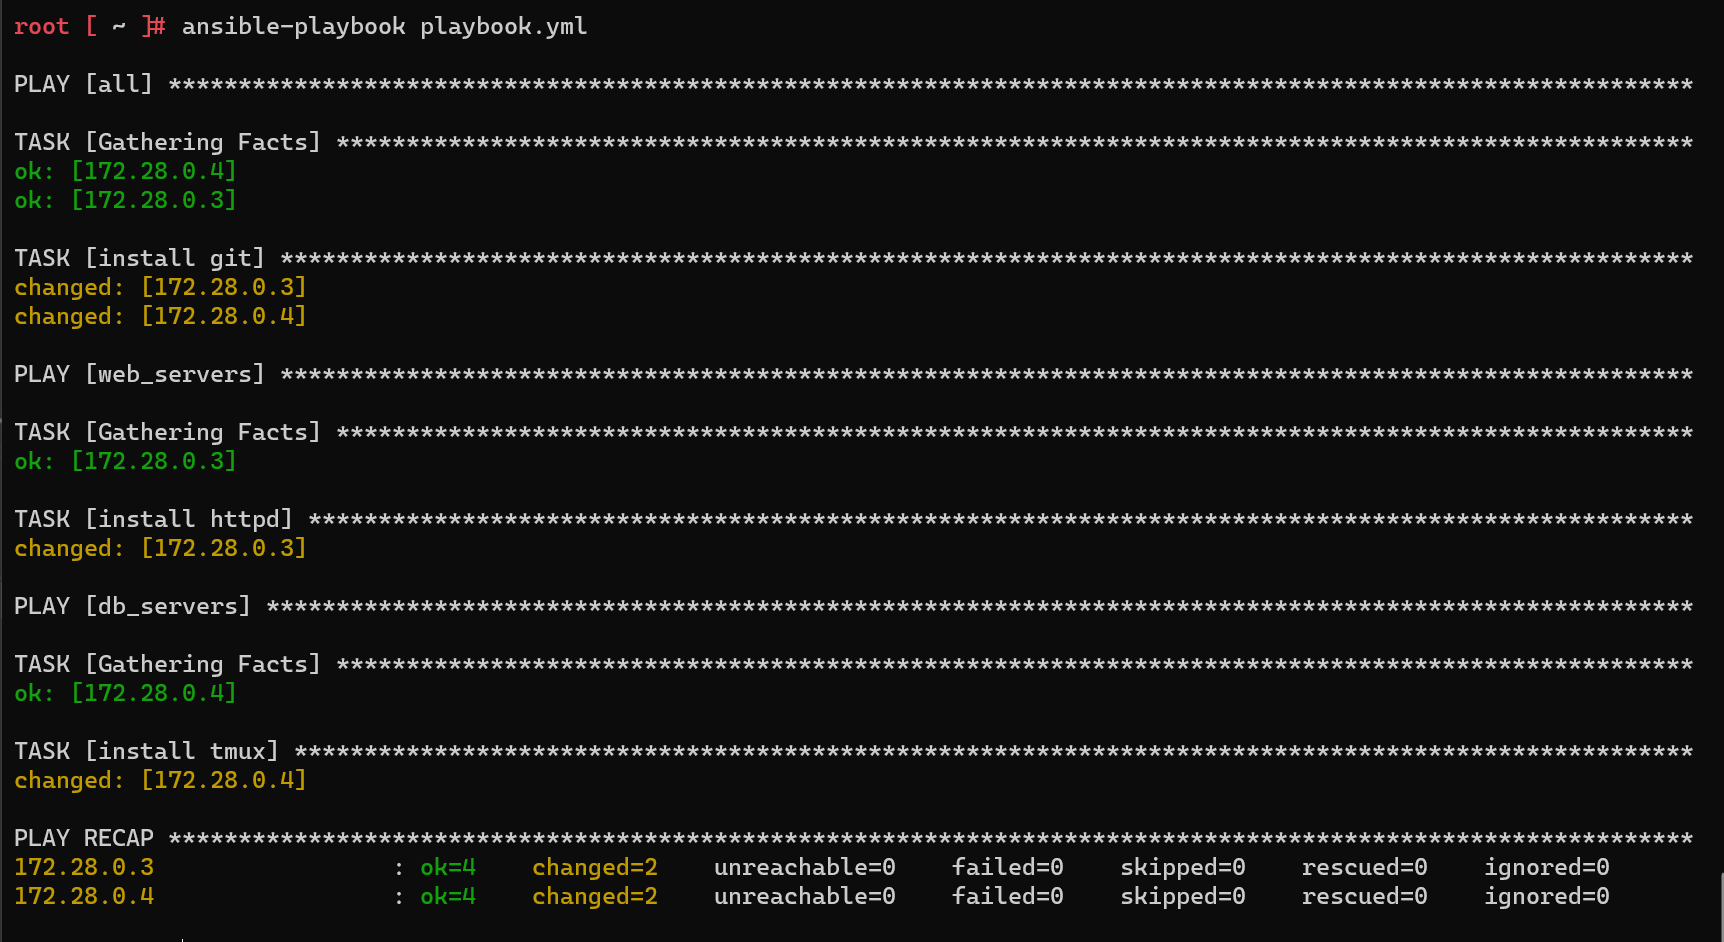 root [ ~ ]# ansible-playbook playbook.yml
PLAY [all] *************************************************************************************************************
TASK [Gathering Facts] *************************************************************************************************
ok: [172.28.0.4]
ok: [172.28.0.3]
TASK [install git] *****************************************************************************************************
changed: [172.28.0.3]
changed: [172.28.0.4]
PLAY [web_servers] *****************************************************************************************************
TASK [Gathering Facts] *************************************************************************************************
ok: [172.28.0.3]
TASK [install httpd] ***************************************************************************************************
changed: [172.28.0.3]
PLAY [db_servers] ******************************************************************************************************
TASK [Gathering Facts] *************************************************************************************************
ok: [172.28.0.4]
TASK [install tmux] ****************************************************************************************************
changed: [172.28.0.4]
PLAY RECAP *************************************************************************************************************
172.28.0.3                 : ok=4    changed=2    unreachable=0    failed=0    skipped=0    rescued=0    ignored=0
172.28.0.4                 : ok=4    changed=2    unreachable=0    failed=0    skipped=0    rescued=0    ignored=0